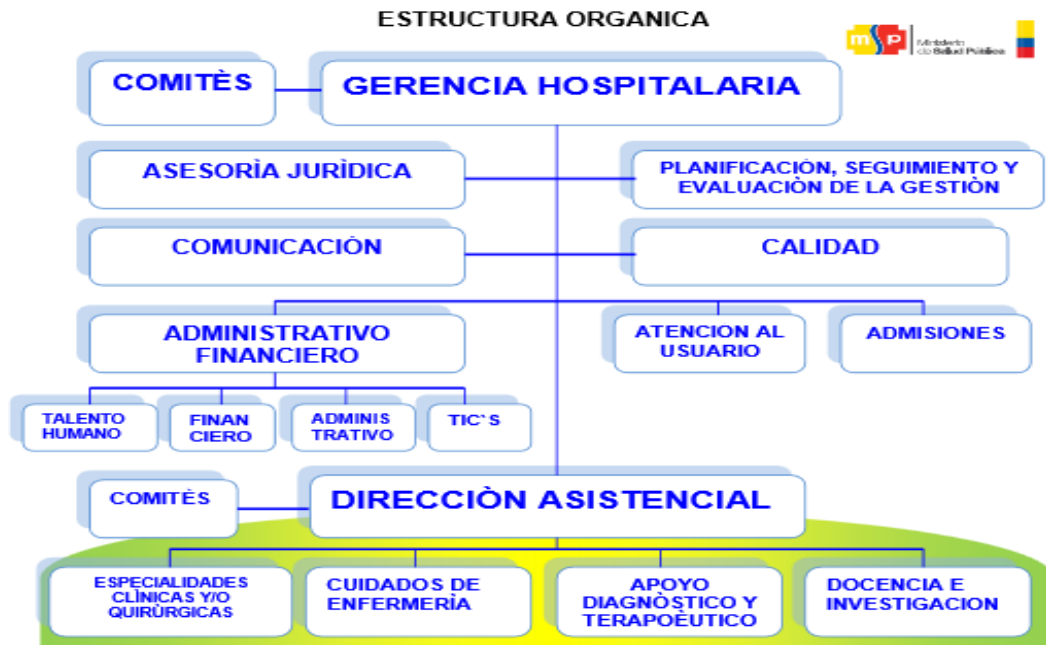 ESTRUCTURA ORGANICA
msp
Ministerio
de Salud Pública
COMITÈS
GERENCIA HOSPITALARIA
ASESORÌA JURÌDICA
PLANIFICACIÓN, SEGUIMIENTO Y
EVALUACIÒN DE LA GESTIÒN
COMUNICACIÓN
CALIDAD
ADMINISTRATIVO
FINANCIERO
ATENCION AL
USUARIO
ADMISIONES
TALENTO
HUMANO
FINAN
CIERO
ADMINIS
TRATIVO
TIC`S
COMITÈS
DIRECCIÒN ASISTENCIAL
ESPECIALIDADES
CLÌNICAS Y/O
QUIRÙRGICAS
CUIDADOS DE
ENFERMERÌA
APOYO
DIAGNÒSTICO Y
TERAPOÈUTICO
DOCENCIA E
INVESTIGACION